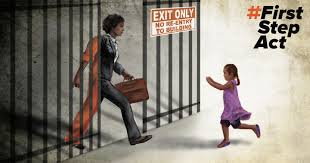 EXIT ONLY
NO RE-ENTRY
TO BUILDING
#First
Step
Act